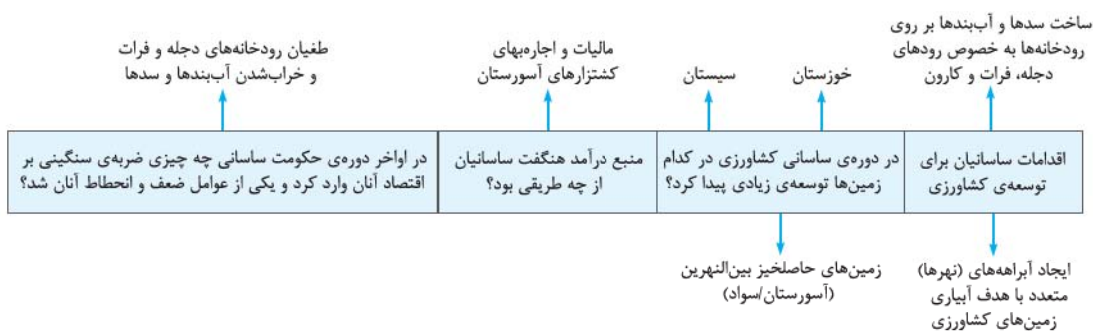 ساخت سدها و آب‌بندها بر روی
رودخانه‌ها به خصوص رودهای
دجله، فرات و کارون
خوزستان
سیستان
مالیات و اجاره‌بهای
کشتزارهای آسورستان
طغیان رودخانه‌های دجله و فرات
و خراب‌شدن آب‌بندها و سدها
اقدامات ساسانیان برای
توسعه‌ی کشاورزی
در دوره‌ی ساسانی کشاورزی در کدام
زمین‌ها توسعه‌ی زیادی پیدا کرد؟
منبع درآمد هنگفت ساسانیان
از چه طریقی بود؟
در اواخر دوره‌ی حکومت ساسانی چه چیزی ضربه‌ی سنگینی بر
اقتصاد آنان وارد کرد و یکی از عوامل ضعف و انحطاط آنان شد؟
ایجاد آبراهه‌های (نهرها)
متعدد با هدف آبیاری
زمین‌های کشاورزی
زمین‌های حاصلخیز بین‌النهرین
(آسورستان/سواد)